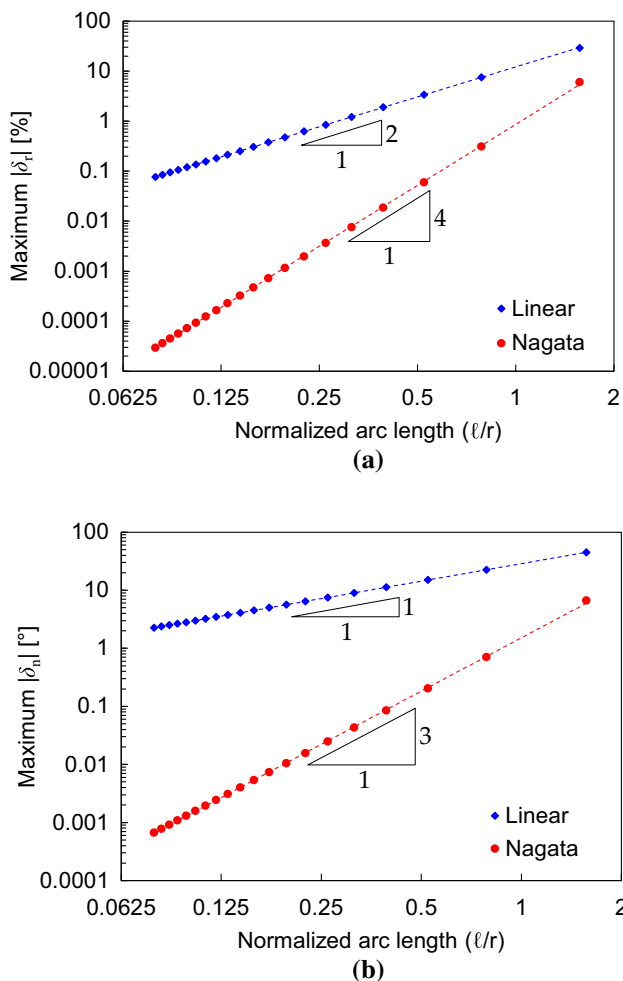 100
10
1
0.1
0.01
0.001
0.0001
0.00001
Maximum |δr| [%]
2
1
4
1
Linear
Nagata
0.0625 0.125 0.25 0.5 1 2
Normalized arc length (ℓ/r)
(a)
100
10
1
0.1
0.01
0.001
0.0001
Maximum |δn| [°]
1
1
3
1
Linear
Nagata
0.0625 0.125 0.25 0.5 1 2
Normalized arc length (ℓ/r)
(b)